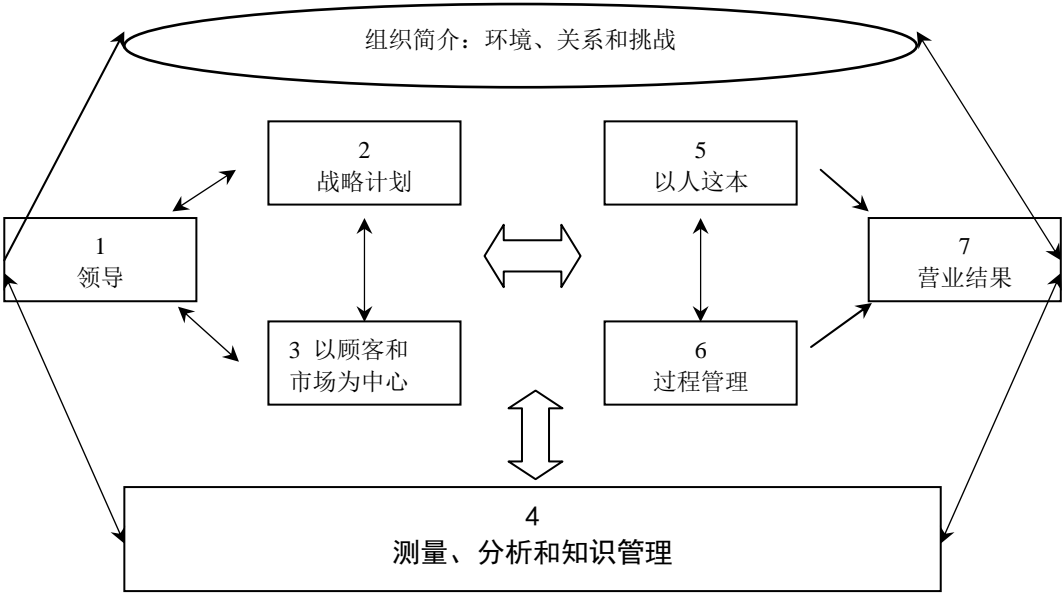 组织简介：环境、关系和挑战
2
战略计划
5
以人这本
1
领导
7
营业结果
3 以顾客和
市场为中心
6
过程管理
4
测量、分析和知识管理